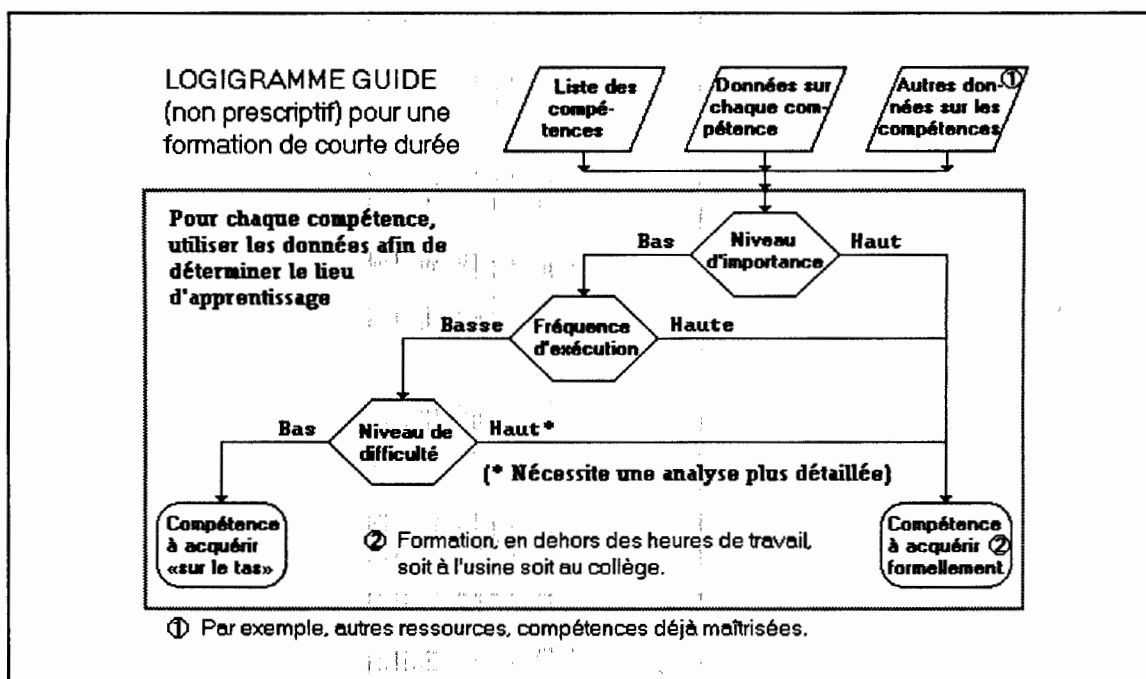 LOGIGRAMME GUIDE
(non prescriptif) pour une
formation de courte durée
Liste des
compé-
tences
Données sur
chaque com-
pétence
Autres don- ①
nées sur les
compétences
Pour chaque compétence,
utiliser les données afin de
déterminer le lieu
d'apprentissage
Bas
Niveau
d'importance
Haut
Basse
Fréquence
d'exécution
Haute
Bas
Niveau de
difficulté
Haut*
(* Nécessite une analyse plus détaillée)
Compétence
à acquérir
«sur le tas»
② Formation, en dehors des heures de travail,
soit à l'usine soit au collège.
Compétence
à acquérir ②
formellement
① Par exemple, autres ressources, compétences déjà maîtrisées.